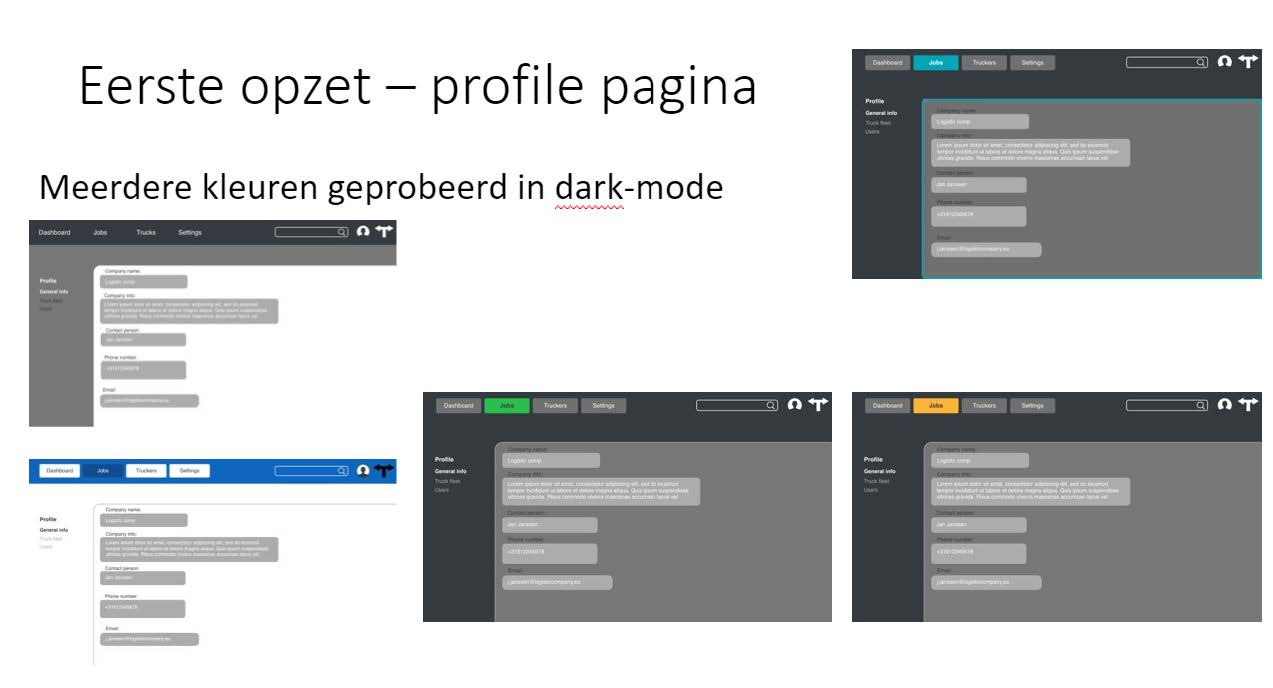 Eerste opzet – profile pagina
Meerdere kleuren geprobeerd in dark-mode
Dashboard Jobs Truckers Settings
Profile
General info
Truck fleet
Users
Company name:
Logisto comp
Company info:
Lorem ipsum dolor sit amet, consectetur adipiscing elit, sed do eiusmod
tempor incididunt ut labore et dolore magna aliqua. Quis ipsum suspendisse
ultrices gravida. Risus commodo viverra maecenas accumsan lacus vel
Contact person:
Jan Janssen
Phone number:
+31612345678
Email:
j.janssen@logistocompany.eu
Dashboard Jobs Trucks Settings
Profile
General info
Truck fleet
Users
Company name:
Logisto comp
Company info:
Lorem ipsum dolor sit amet, consectetur adipiscing elit, sed do eiusmod
tempor incididunt ut labore et dolore magna aliqua. Quis ipsum suspendisse
ultrices gravida. Risus commodo viverra maecenas accumsan lacus vel
Contact person:
Jan Janssen
Phone number:
+31612345678
Email:
j.janssen@logistocompany.eu
Dashboard Jobs Truckers Settings
Profile
General info
Truck fleet
Users
Company name:
Logisto comp
Company info:
Lorem ipsum dolor sit amet, consectetur adipiscing elit, sed do eiusmod
tempor incididunt ut labore et dolore magna aliqua. Quis ipsum suspendisse
ultrices gravida. Risus commodo viverra maecenas accumsan lacus vel
Contact person:
Jan Janssen
Phone number:
+31612345678
Email:
j.janssen@logistocompany.eu
Dashboard Jobs Truckers Settings
Profile
General info
Truck fleet
Users
Company name:
Logisto comp
Company info:
Lorem ipsum dolor sit amet, consectetur adipiscing elit, sed do eiusmod
tempor incididunt ut labore et dolore magna aliqua. Quis ipsum suspendisse
ultrices gravida. Risus commodo viverra maecenas accumsan lacus vel
Contact person:
Jan Janssen
Phone number:
+31612345678
Email:
j.janssen@logistocompany.eu
Dashboard Jobs Truckers Settings
Profile
General info
Truck fleet
Users
Company name:
Logisto comp
Company info:
Lorem ipsum dolor sit amet, consectetur adipiscing elit, sed do eiusmod
tempor incididunt ut labore et dolore magna aliqua. Quis ipsum suspendisse
ultrices gravida. Risus commodo viverra maecenas accumsan lacus vel
Contact person:
Jan Janssen
Phone number:
+31612345678
Email:
j.janssen@logistocompany.eu